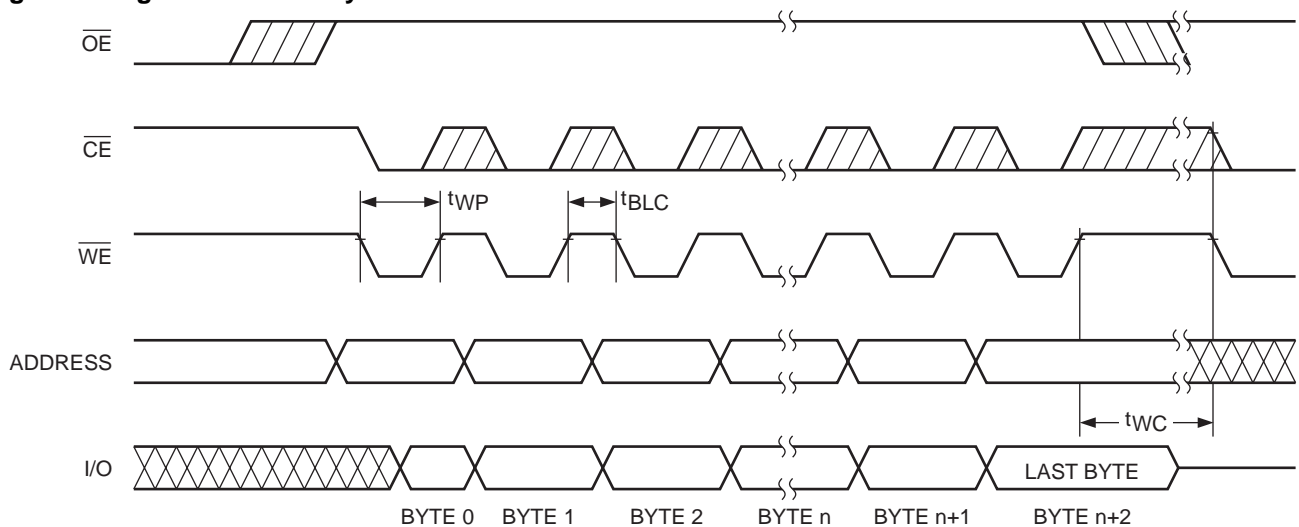 OE
CE
tWP
tBLC
WE
ADDRESS
tWC
I/O
LAST BYTE
BYTE 0 BYTE 1 BYTE 2 BYTE n BYTE n+1 BYTE n+2